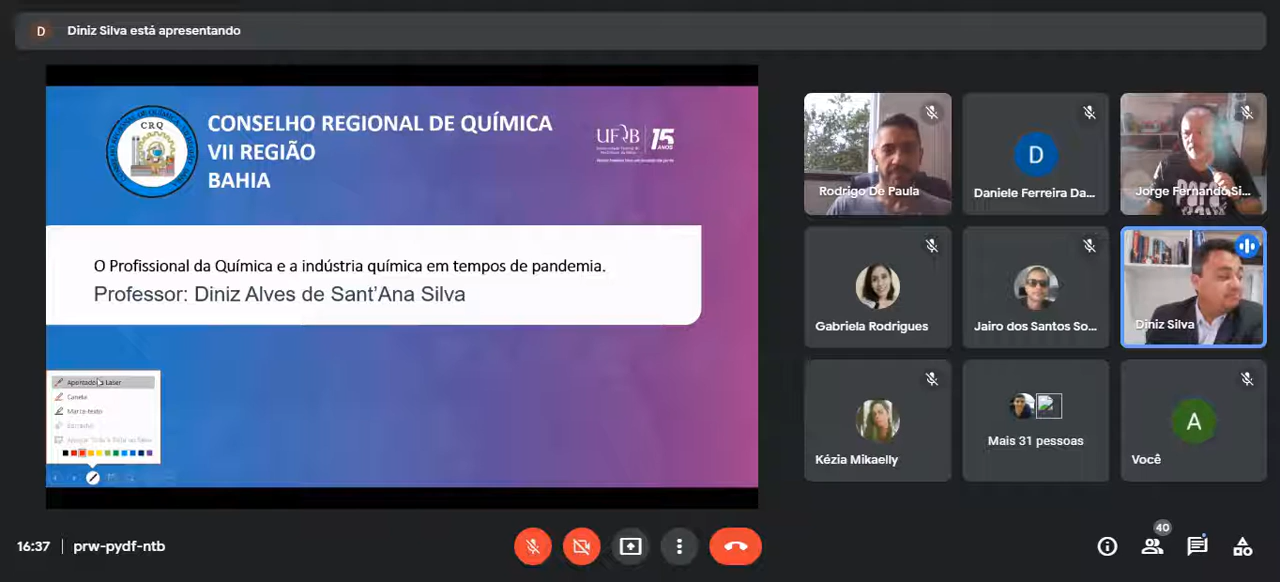 D
Diniz Silva está apresentando
CRQ
CONSELHO REGIONAL DE QUÍMICA
VII REGIÃO
BAHIA
UFRB
15
ANOS
O Profissional da Química e a indústria química em tempos de pandemia.
Professor: Diniz Alves de Sant'Ana Silva
Caneta
Marca-texto
Rodrigo De Paula
D
Daniele Ferreira Da...
Jorge Fernando Si...
Gabriela Rodrigues
Jairo dos Santos So...
Diniz Silva
Kézia Mikaelly
Mais 31 pessoas
A
Você
16:37
prw-pydf-ntb
40